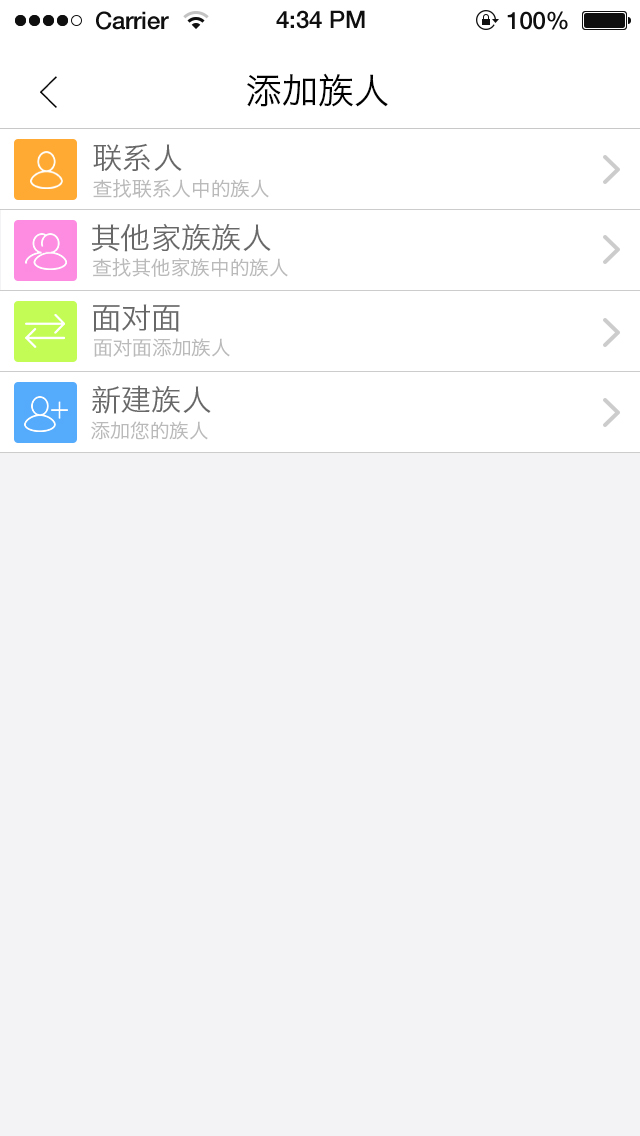 Carrier 4:34 PM 100%
添加族人
联系人
查找联系人中的族人
其他家族族人
查找其他家族中的族人
面对面
面对面添加族人
新建族人
添加您的族人